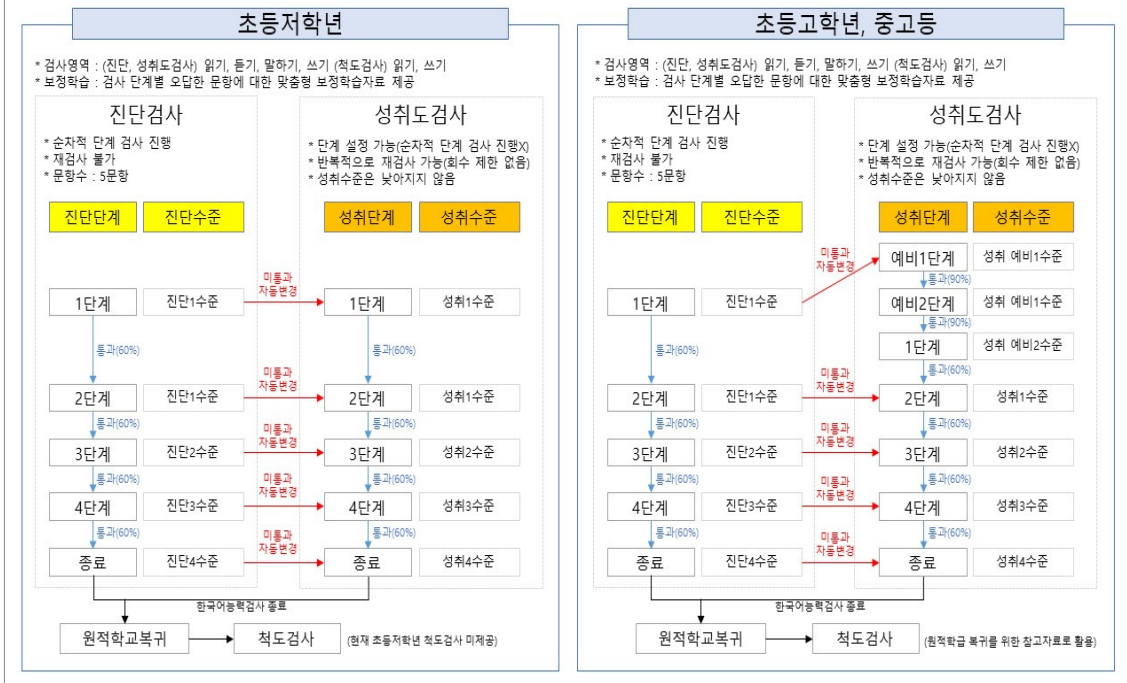 초등저학년
* 검사영역 : (진단, 성취도검사) 읽기, 듣기, 말하기, 쓰기 (척도검사) 읽기, 쓰기
* 보정학습 : 검사 단계별 오답한 문항에 대한 맞춤형 보정학습자료 제공
진단검사
* 순차적 단계 검사 진행
* 재검사 불가
* 문항수 : 5문항
성취도검사
* 단계 설정 가능(순차적 단계 검사 진행X)
* 반복적으로 재검사 가능(회수 제한 없음)
* 성취수준은 낮아지지 않음
진단단계 진단수준 성취단계 성취수준
미통과
자동변경
1단계 진단1수준 1단계 성취1수준
통과(60%) 통과(60%)
미통과
자동변경
2단계 진단1수준 2단계 성취1수준
통과(60%) 통과(60%)
미통과
자동변경
3단계 진단2수준 3단계 성취2수준
통과(60%) 통과(60%)
미통과
자동변경
4단계 진단3수준 4단계 성취3수준
통과(60%) 통과(60%)
미통과
자동변경
종료 진단4수준 종료 성취4수준
한국어능력검사 종료
원적학교복귀 척도검사 (현재 초등저학년 척도검사 미제공)
초등고학년, 중고등
* 검사영역 : (진단, 성취도검사) 읽기, 듣기, 말하기, 쓰기 (척도검사) 읽기, 쓰기
* 보정학습 : 검사 단계별 오답한 문항에 대한 맞춤형 보정학습자료 제공
진단검사
* 순차적 단계 검사 진행
* 재검사 불가
* 문항수 : 5문항
성취도검사
* 단계 설정 가능(순차적 단계 검사 진행X)
* 반복적으로 재검사 가능(회수 제한 없음)
* 성취수준은 낮아지지 않음
진단단계 진단수준 성취단계 성취수준
미통과
자동변경
예비1단계 성취 예비1수준
통과(90%)
1단계 진단1수준 예비2단계 성취 예비1수준
통과(90%)
1단계 성취 예비2수준
통과(60%) 통과(60%)
미통과
자동변경
2단계 진단1수준 2단계 성취1수준
통과(60%) 통과(60%)
미통과
자동변경
3단계 진단2수준 3단계 성취2수준
통과(60%) 통과(60%)
미통과
자동변경
4단계 진단3수준 4단계 성취3수준
통과(60%) 통과(60%)
미통과
자동변경
종료 진단4수준 종료 성취4수준
한국어능력검사 종료
원적학교복귀 척도검사 (원적학급 복귀를 위한 참고자료로 활용)